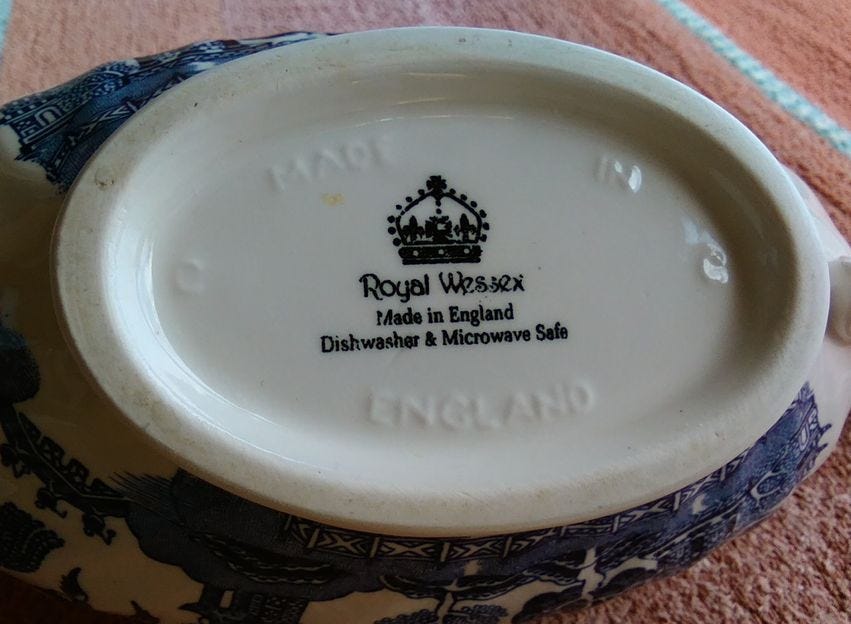 MADE IN
Royal Wessex
Made in England
Dishwasher & Microwave Safe
ENGLAND